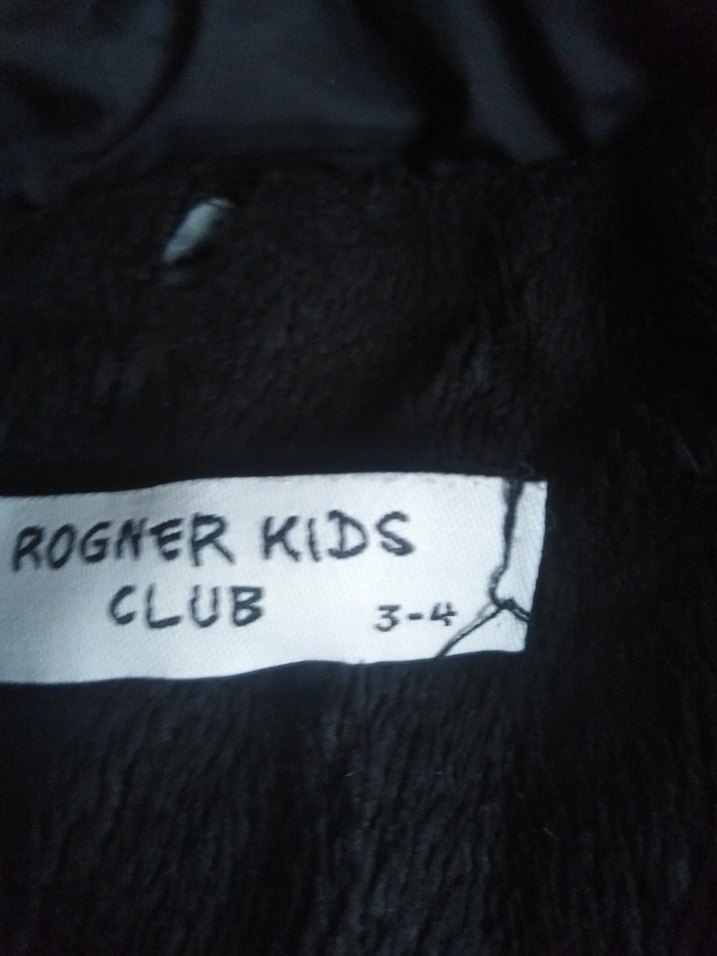 ROGNER KIDS
CLUB 3-4